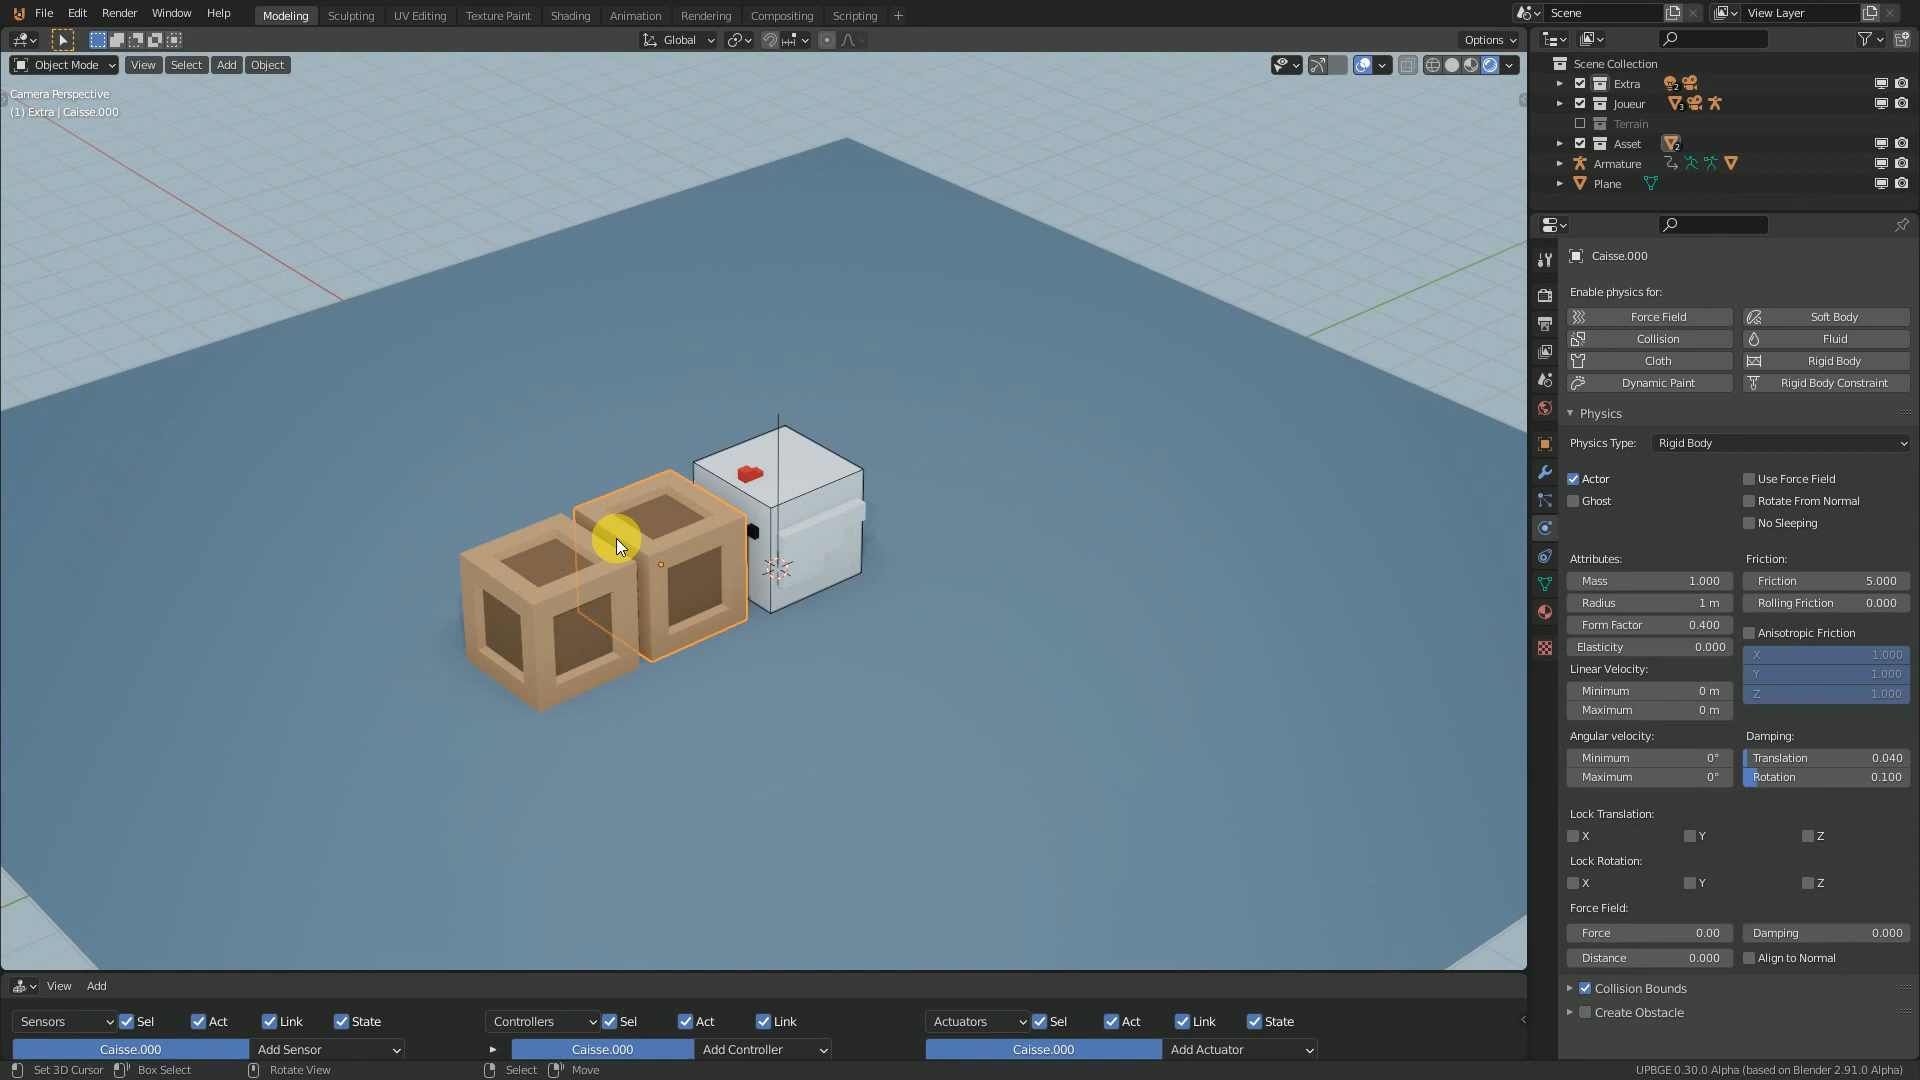 File Edit Render Window Help Modeling Sculpting UV Editing Texture Paint Shading Animation Rendering Compositing Scripting + Scene View Layer
Global Options
Object Mode View Select Add Object
Camera Perspective
(1) Extra | Caisse.000
Scene Collection
Extra 2
Joueur 3
Terrain
Asset 2
Armature
Plane
Caisse.000
Enable physics for:
Force Field Soft Body
Collision Fluid
Cloth Rigid Body
Dynamic Paint Rigid Body Constraint
Physics
Physics Type: Rigid Body
Actor Use Force Field
Ghost Rotate From Normal
No Sleeping
Attributes: Friction:
Mass 1.000 Friction 5.000
Radius 1 m Rolling Friction 0.000
Form Factor 0.400 Anisotropic Friction
Elasticity 0.000 X 1.000
Linear Velocity: Y 1.000
Minimum 0 m Z 1.000
Maximum 0 m
Angular velocity: Damping:
Minimum 0° Translation 0.040
Maximum 0° Rotation 0.100
Lock Translation:
X Y Z
Lock Rotation:
X Y Z
Force Field:
Force 0.00 Damping 0.000
Distance 0.000 Align to Normal
Collision Bounds
Create Obstacle
View Add
Sensors Sel Act Link State Controllers Sel Act Link Actuators Sel Act Link State
Caisse.000 Add Sensor Caisse.000 Add Controller Caisse.000 Add Actuator
Set 3D Cursor Box Select Rotate View Select Move UPBGE 0.30.0 Alpha (based on Blender 2.91.0 Alpha)